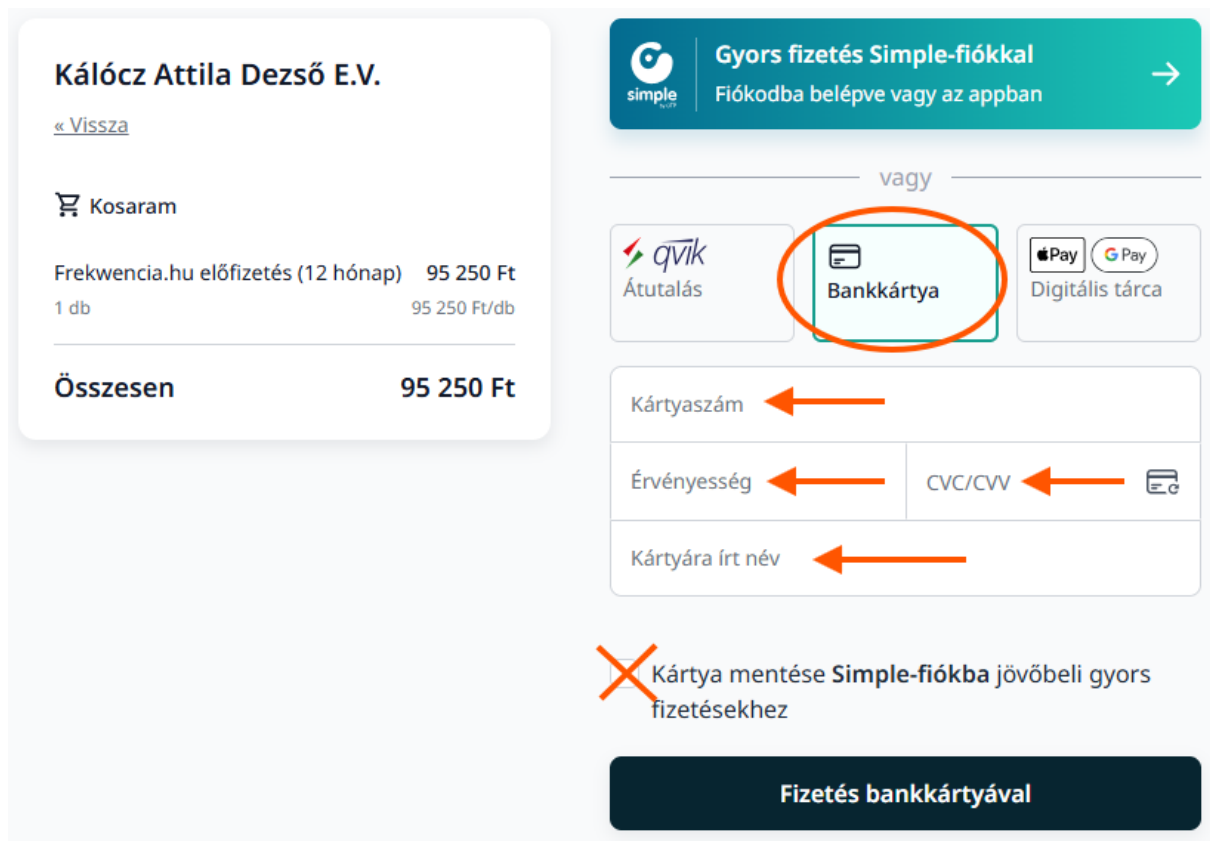 Kálócz Attila Dezső E.V.
« Vissza
Kosaram
Frekwencia.hu előfizetés (12 hónap) 95 250 Ft
1 db 95 250 Ft/db
Összesen 95 250 Ft
simple
Gyors fizetés Simple-fiókkal
Fiókodba belépve vagy az appban
vagy
qvik
Átutalás
Bankkártya
Pay G Pay
Digitális tárca
Kártyaszám
Érvényesség CVC/CVV
Kártyára írt név
Kártya mentése Simple-fiókba jövőbeli gyors
fizetésekhez
Fizetés bankkártyával